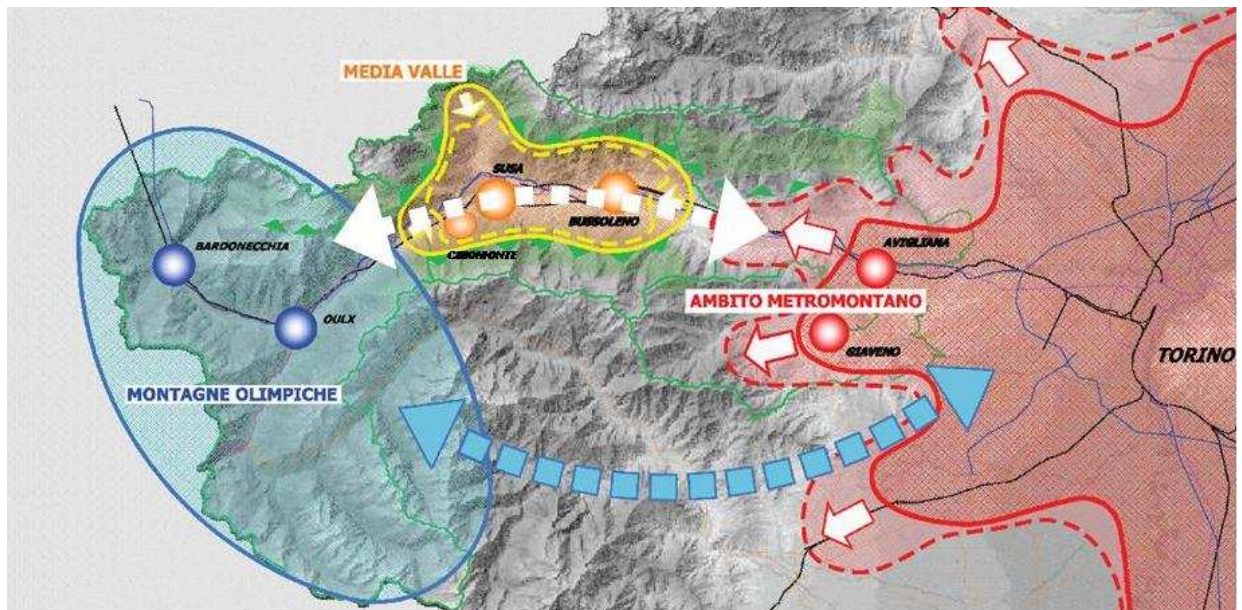 MEDIA VALLE
SUSA
BUSSOLENO
CHIOMONTE
BARDONECCHIA
OULX
MONTAGNE OLIMPICHE
AVIGLIANA
AMBITO METROMONTANO
GIAVENO
TORINO